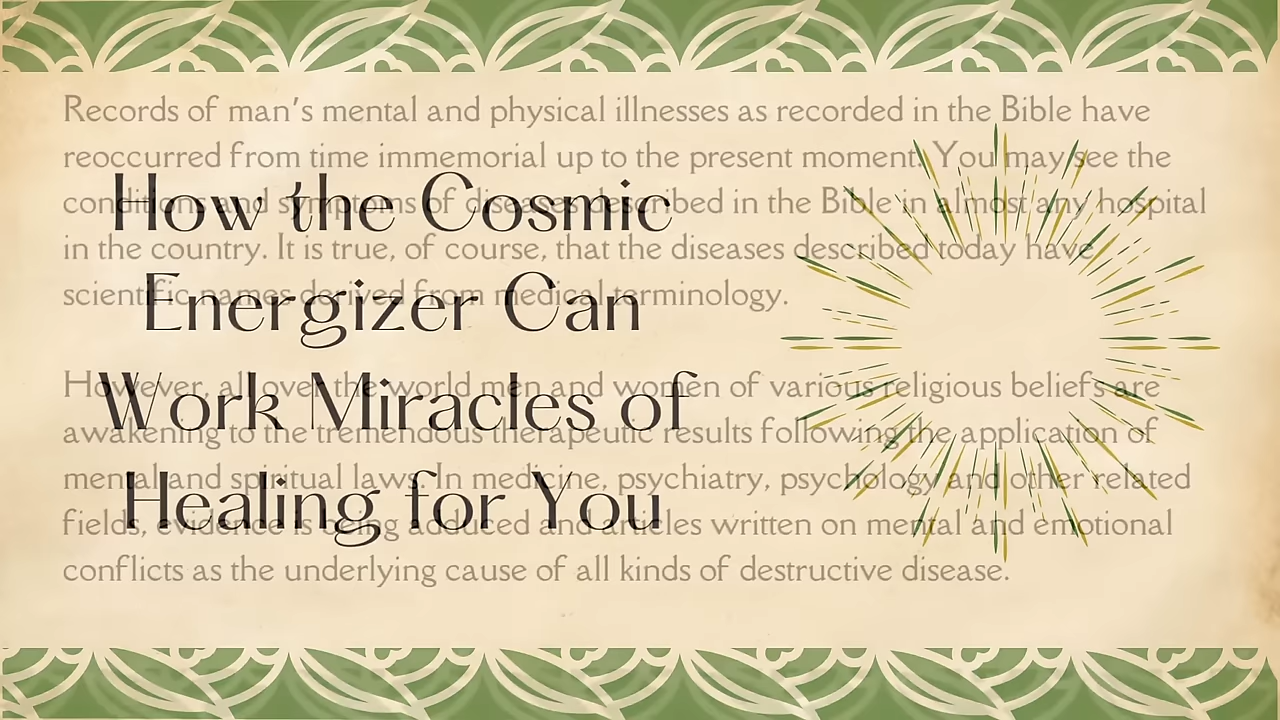 Records of man's mental and physical illnesses as recorded in the Bible have
reoccurred from time immemorial up to the present moment. You may see the
conditions and symptoms of diseases described in the Bible in almost any hospital
in the country. It is true, of course, that the diseases described today have
scientific names derived from medical terminology.
However, all over the world men and women of various religious beliefs are
awakening to the tremendous therapeutic results following the application of
mental and spiritual laws. In medicine, psychiatry, psychology and other related
fields, evidence is being adduced and articles written on mental and emotional
conflicts as the underlying cause of all kinds of destructive disease.
How the Cosmic
Energizer Can
Work Miracles of
Healing for You